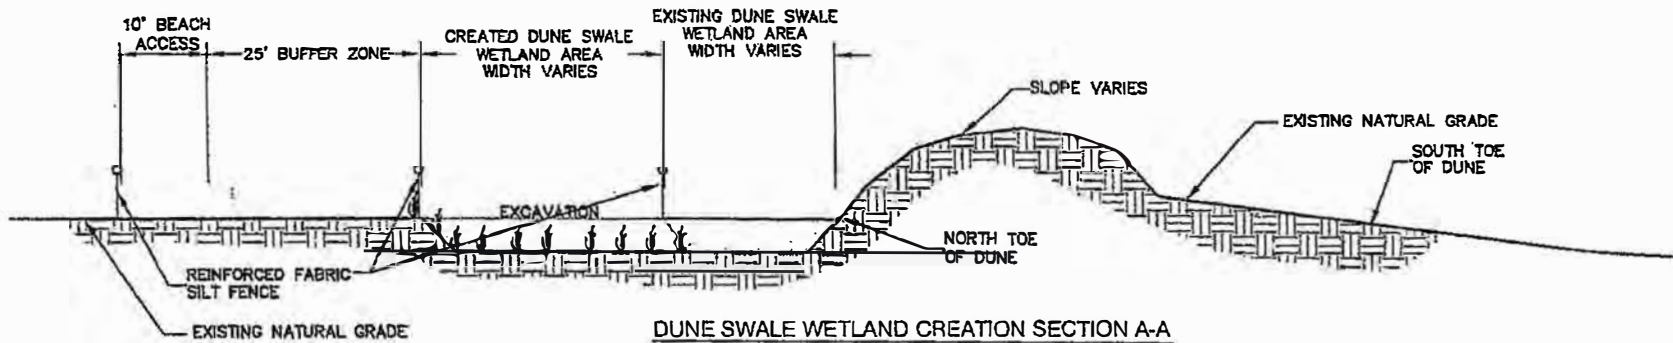 10' BEACH
ACCESS
25' BUFFER ZONE
CREATED DUNE SWALE
WETLAND AREA
WIDTH VARIES
EXISTING DUNE SWALE
WETLAND AREA
WIDTH VARIES
SLOPE VARIES
EXISTING NATURAL GRADE
SOUTH TOE
OF DUNE
EXCAVATION
NORTH TOE
OF DUNE
REINFORCED FABRIC
SILT FENCE
EXISTING NATURAL GRADE
DUNE SWALE WETLAND CREATION SECTION A-A